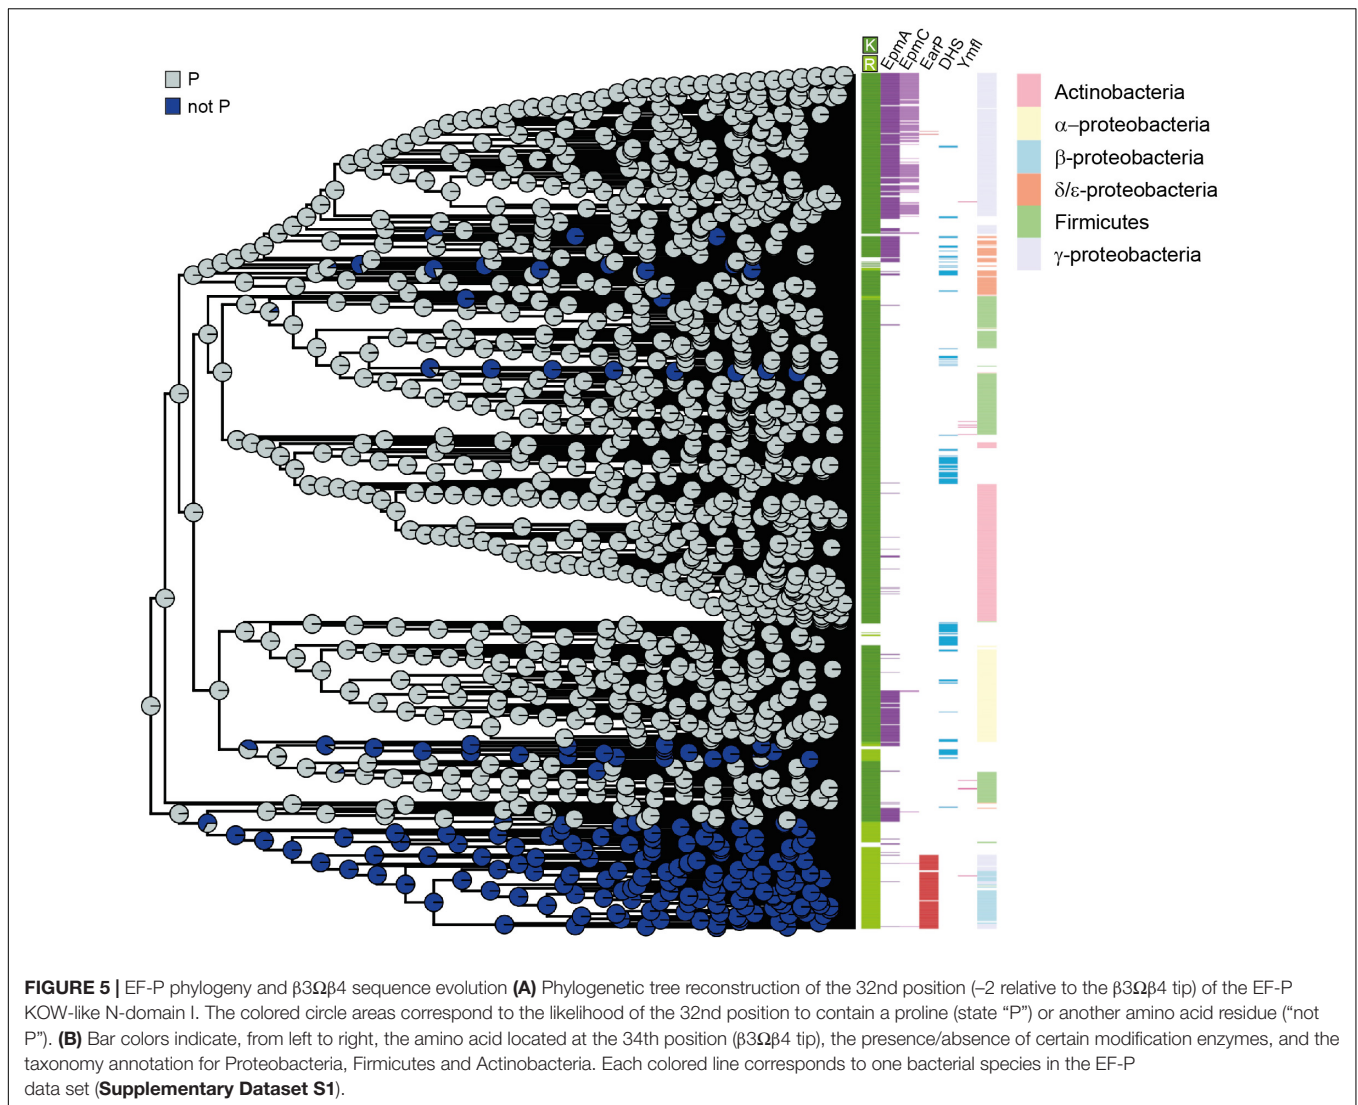 P
not P
K
R
EpmA
EpmC
EarP
DHS
YmfI
Actinobacteria
α–proteobacteria
β-proteobacteria
δ/ε-proteobacteria
Firmicutes
γ-proteobacteria
FIGURE 5 | EF-P phylogeny and β3Ωβ4 sequence evolution (A) Phylogenetic tree reconstruction of the 32nd position (–2 relative to the β3Ωβ4 tip) of the EF-P
KOW-like N-domain I. The colored circle areas correspond to the likelihood of the 32nd position to contain a proline (state “P”) or another amino acid residue (“not
P”). (B) Bar colors indicate, from left to right, the amino acid located at the 34th position (β3Ωβ4 tip), the presence/absence of certain modification enzymes, and the
taxonomy annotation for Proteobacteria, Firmicutes and Actinobacteria. Each colored line corresponds to one bacterial species in the EF-P
data set (Supplementary Dataset S1).